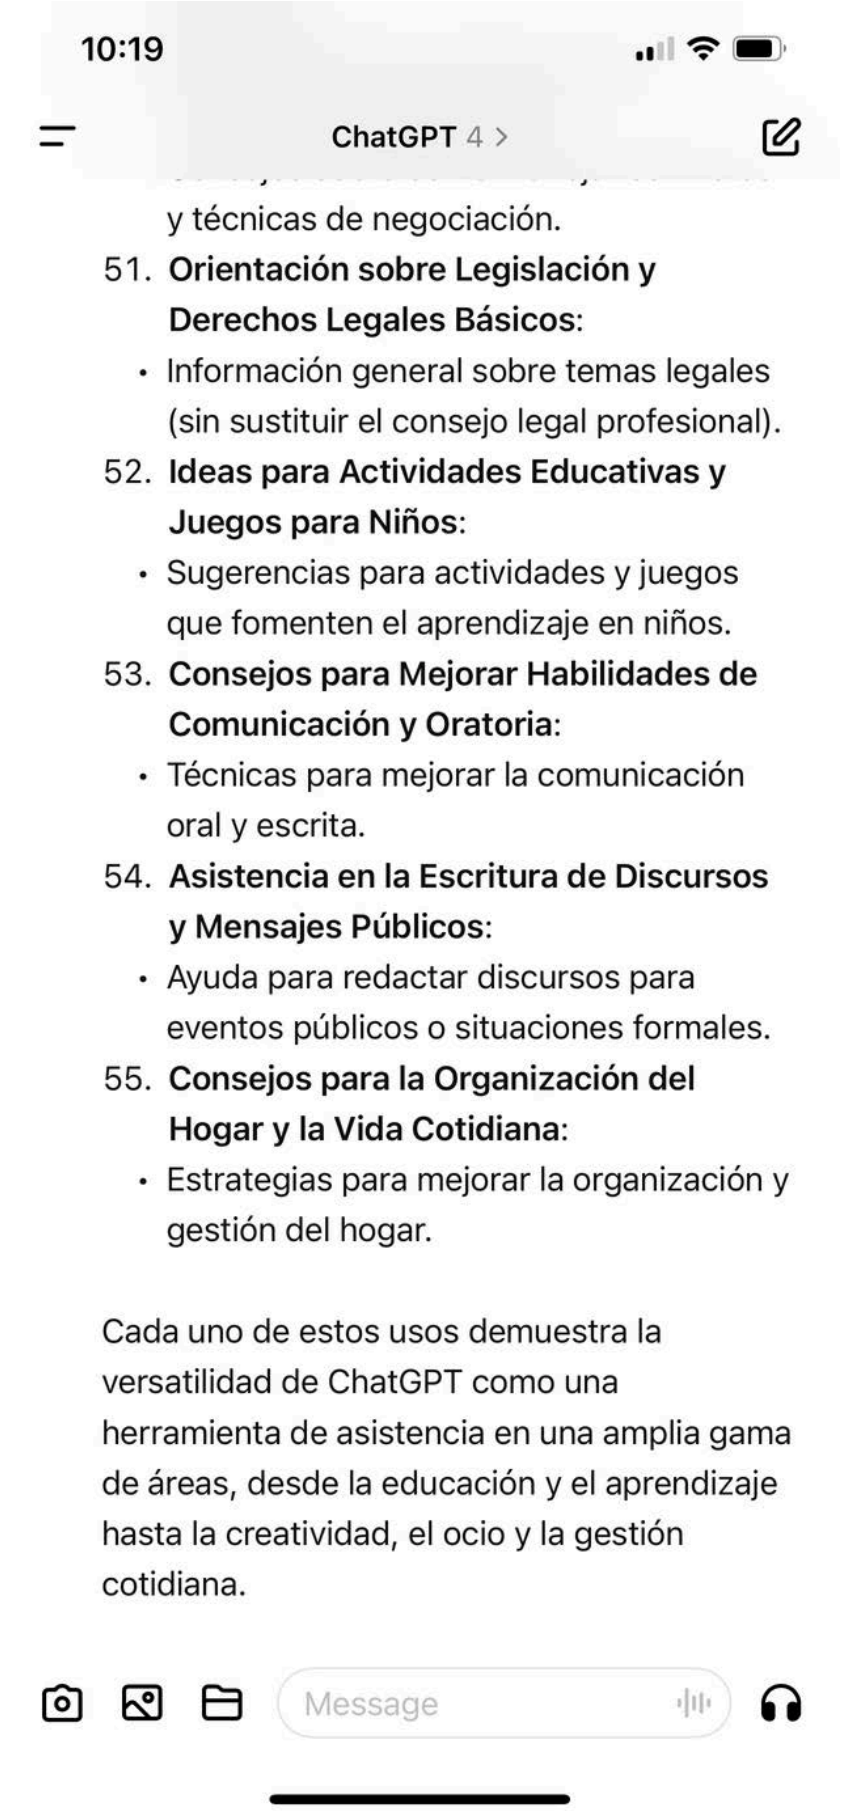 10:19
ChatGPT 4 >
y técnicas de negociación.
51. Orientación sobre Legislación y
Derechos Legales Básicos:
• Información general sobre temas legales
(sin sustituir el consejo legal profesional).
52. Ideas para Actividades Educativas y
Juegos para Niños:
• Sugerencias para actividades y juegos
que fomenten el aprendizaje en niños.
53. Consejos para Mejorar Habilidades de
Comunicación y Oratoria:
• Técnicas para mejorar la comunicación
oral y escrita.
54. Asistencia en la Escritura de Discursos
y Mensajes Públicos:
• Ayuda para redactar discursos para
eventos públicos o situaciones formales.
55. Consejos para la Organización del
Hogar y la Vida Cotidiana:
• Estrategias para mejorar la organización y
gestión del hogar.
Cada uno de estos usos demuestra la
versatilidad de ChatGPT como una
herramienta de asistencia en una amplia gama
de áreas, desde la educación y el aprendizaje
hasta la creatividad, el ocio y la gestión
cotidiana.
Message